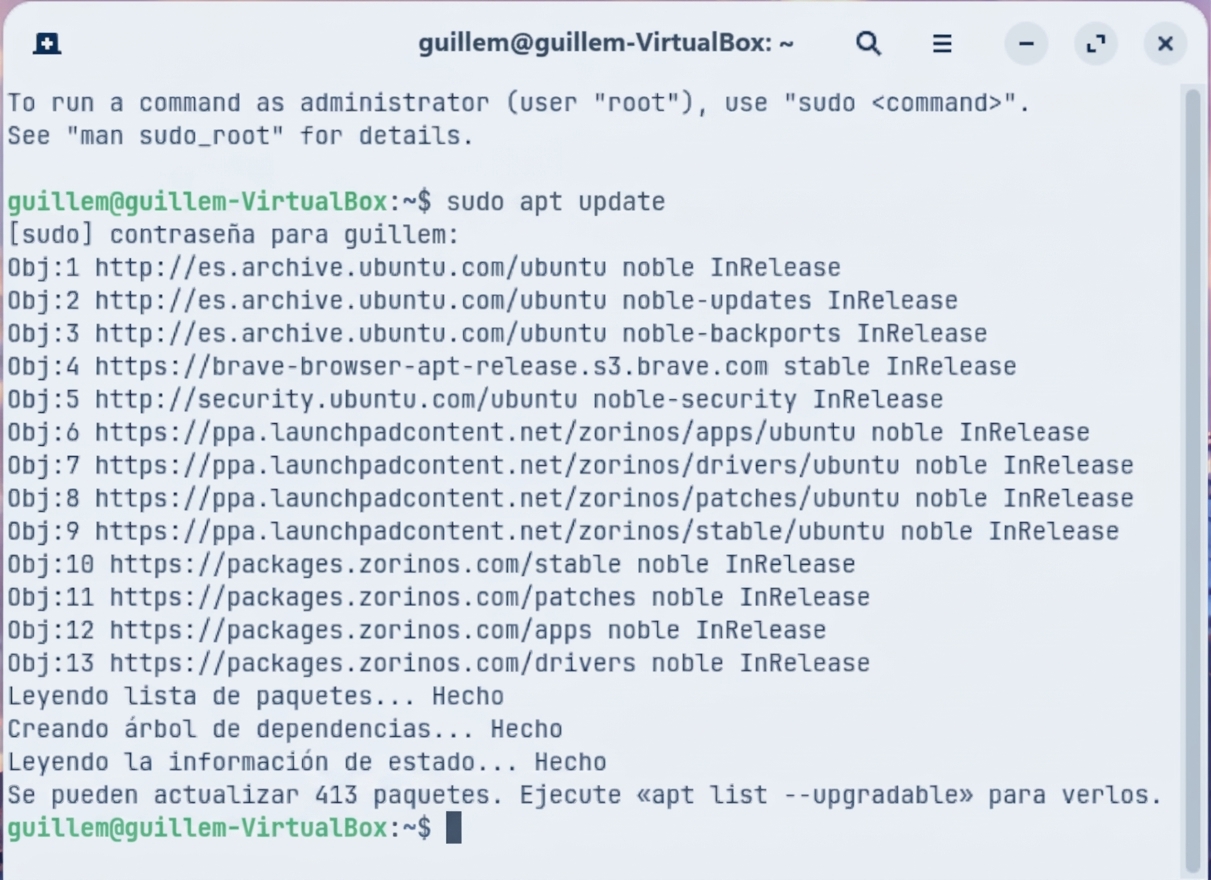 guillem@guillem-VirtualBox: ~
To run a command as administrator (user "root"), use "sudo <command>".
See "man sudo_root" for details.
guillem@guillem-VirtualBox:~$ sudo apt update
[sudo] contraseña para guillem:
Obj:1 http://es.archive.ubuntu.com/ubuntu noble InRelease
Obj:2 http://es.archive.ubuntu.com/ubuntu noble-updates InRelease
Obj:3 http://es.archive.ubuntu.com/ubuntu noble-backports InRelease
Obj:4 https://brave-browser-apt-release.s3.brave.com stable InRelease
Obj:5 http://security.ubuntu.com/ubuntu noble-security InRelease
Obj:6 https://ppa.launchpadcontent.net/zorinos/apps/ubuntu noble InRelease
Obj:7 https://ppa.launchpadcontent.net/zorinos/drivers/ubuntu noble InRelease
Obj:8 https://ppa.launchpadcontent.net/zorinos/patches/ubuntu noble InRelease
Obj:9 https://ppa.launchpadcontent.net/zorinos/stable/ubuntu noble InRelease
Obj:10 https://packages.zorinos.com/stable noble InRelease
Obj:11 https://packages.zorinos.com/patches noble InRelease
Obj:12 https://packages.zorinos.com/apps noble InRelease
Obj:13 https://packages.zorinos.com/drivers noble InRelease
Leyendo lista de paquetes... Hecho
Creando árbol de dependencias... Hecho
Leyendo la información de estado... Hecho
Se pueden actualizar 413 paquetes. Ejecute «apt list --upgradable» para verlos.
guillem@guillem-VirtualBox:~$